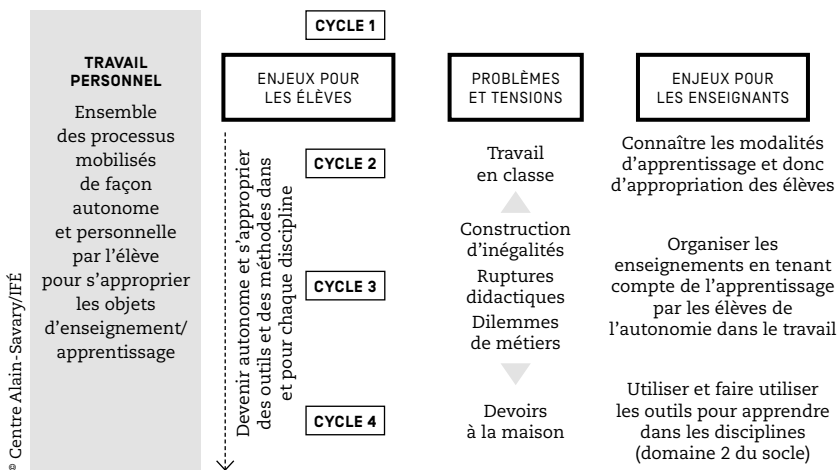 CYCLE 1
TRAVAIL
PERSONNEL
Ensemble
des processus
mobilisés
de façon
autonome
et personnelle
par l'élève
pour s'approprier
les objets
d'enseignement/
apprentissage
ENJEUX POUR
LES ÉLÈVES
Devenir autonome et s'approprier
des outils et des méthodes dans
et pour chaque discipline
CYCLE 2
CYCLE 3
CYCLE 4
PROBLÈMES
ET TENSIONS
Travail
en classe
Construction
d'inégalités
Ruptures
didactiques
Dilemmes
de métiers
Devoirs
à la maison
ENJEUX POUR
LES ENSEIGNANTS
Connaître les modalités
d'apprentissage et donc
d'appropriation des élèves
Organiser les
enseignements en tenant
compte de l'apprentissage
par les élèves de
l'autonomie dans le travail
Utiliser et faire utiliser
les outils pour apprendre
dans les disciplines
(domaine 2 du socle)
© Centre Alain-Savary/IFÉ